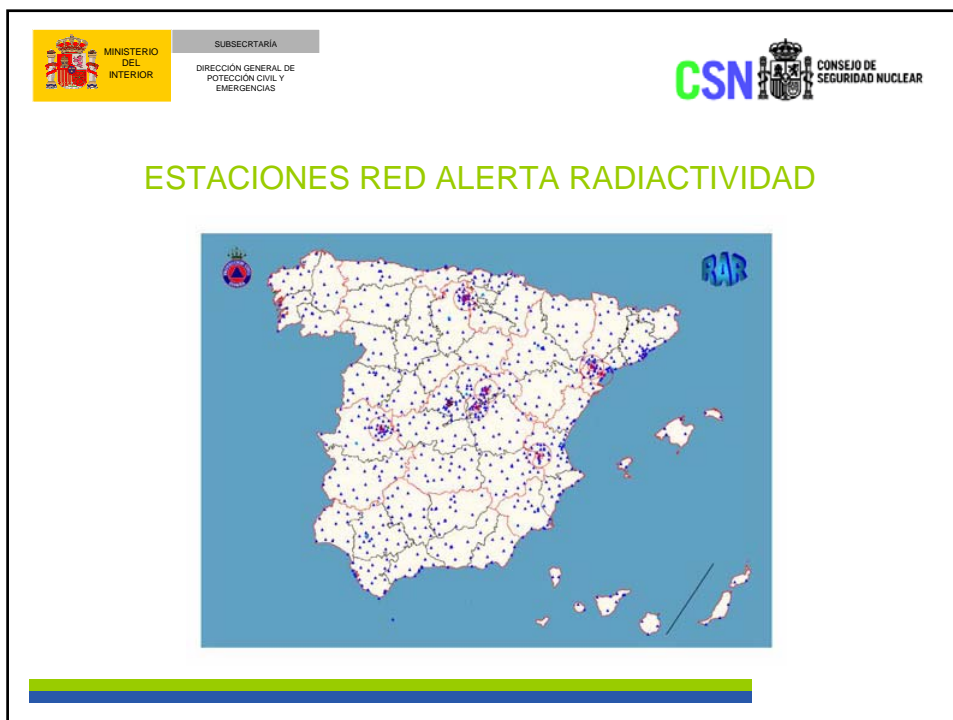 MINISTERIO
DEL
INTERIOR
SUBSECRTARÍA
DIRECCIÓN GENERAL DE
POTECCIÓN CIVIL Y
EMERGENCIAS
CSN
CONSEJO DE
SEGURIDAD NUCLEAR
ESTACIONES RED ALERTA RADIACTIVIDAD
RAR